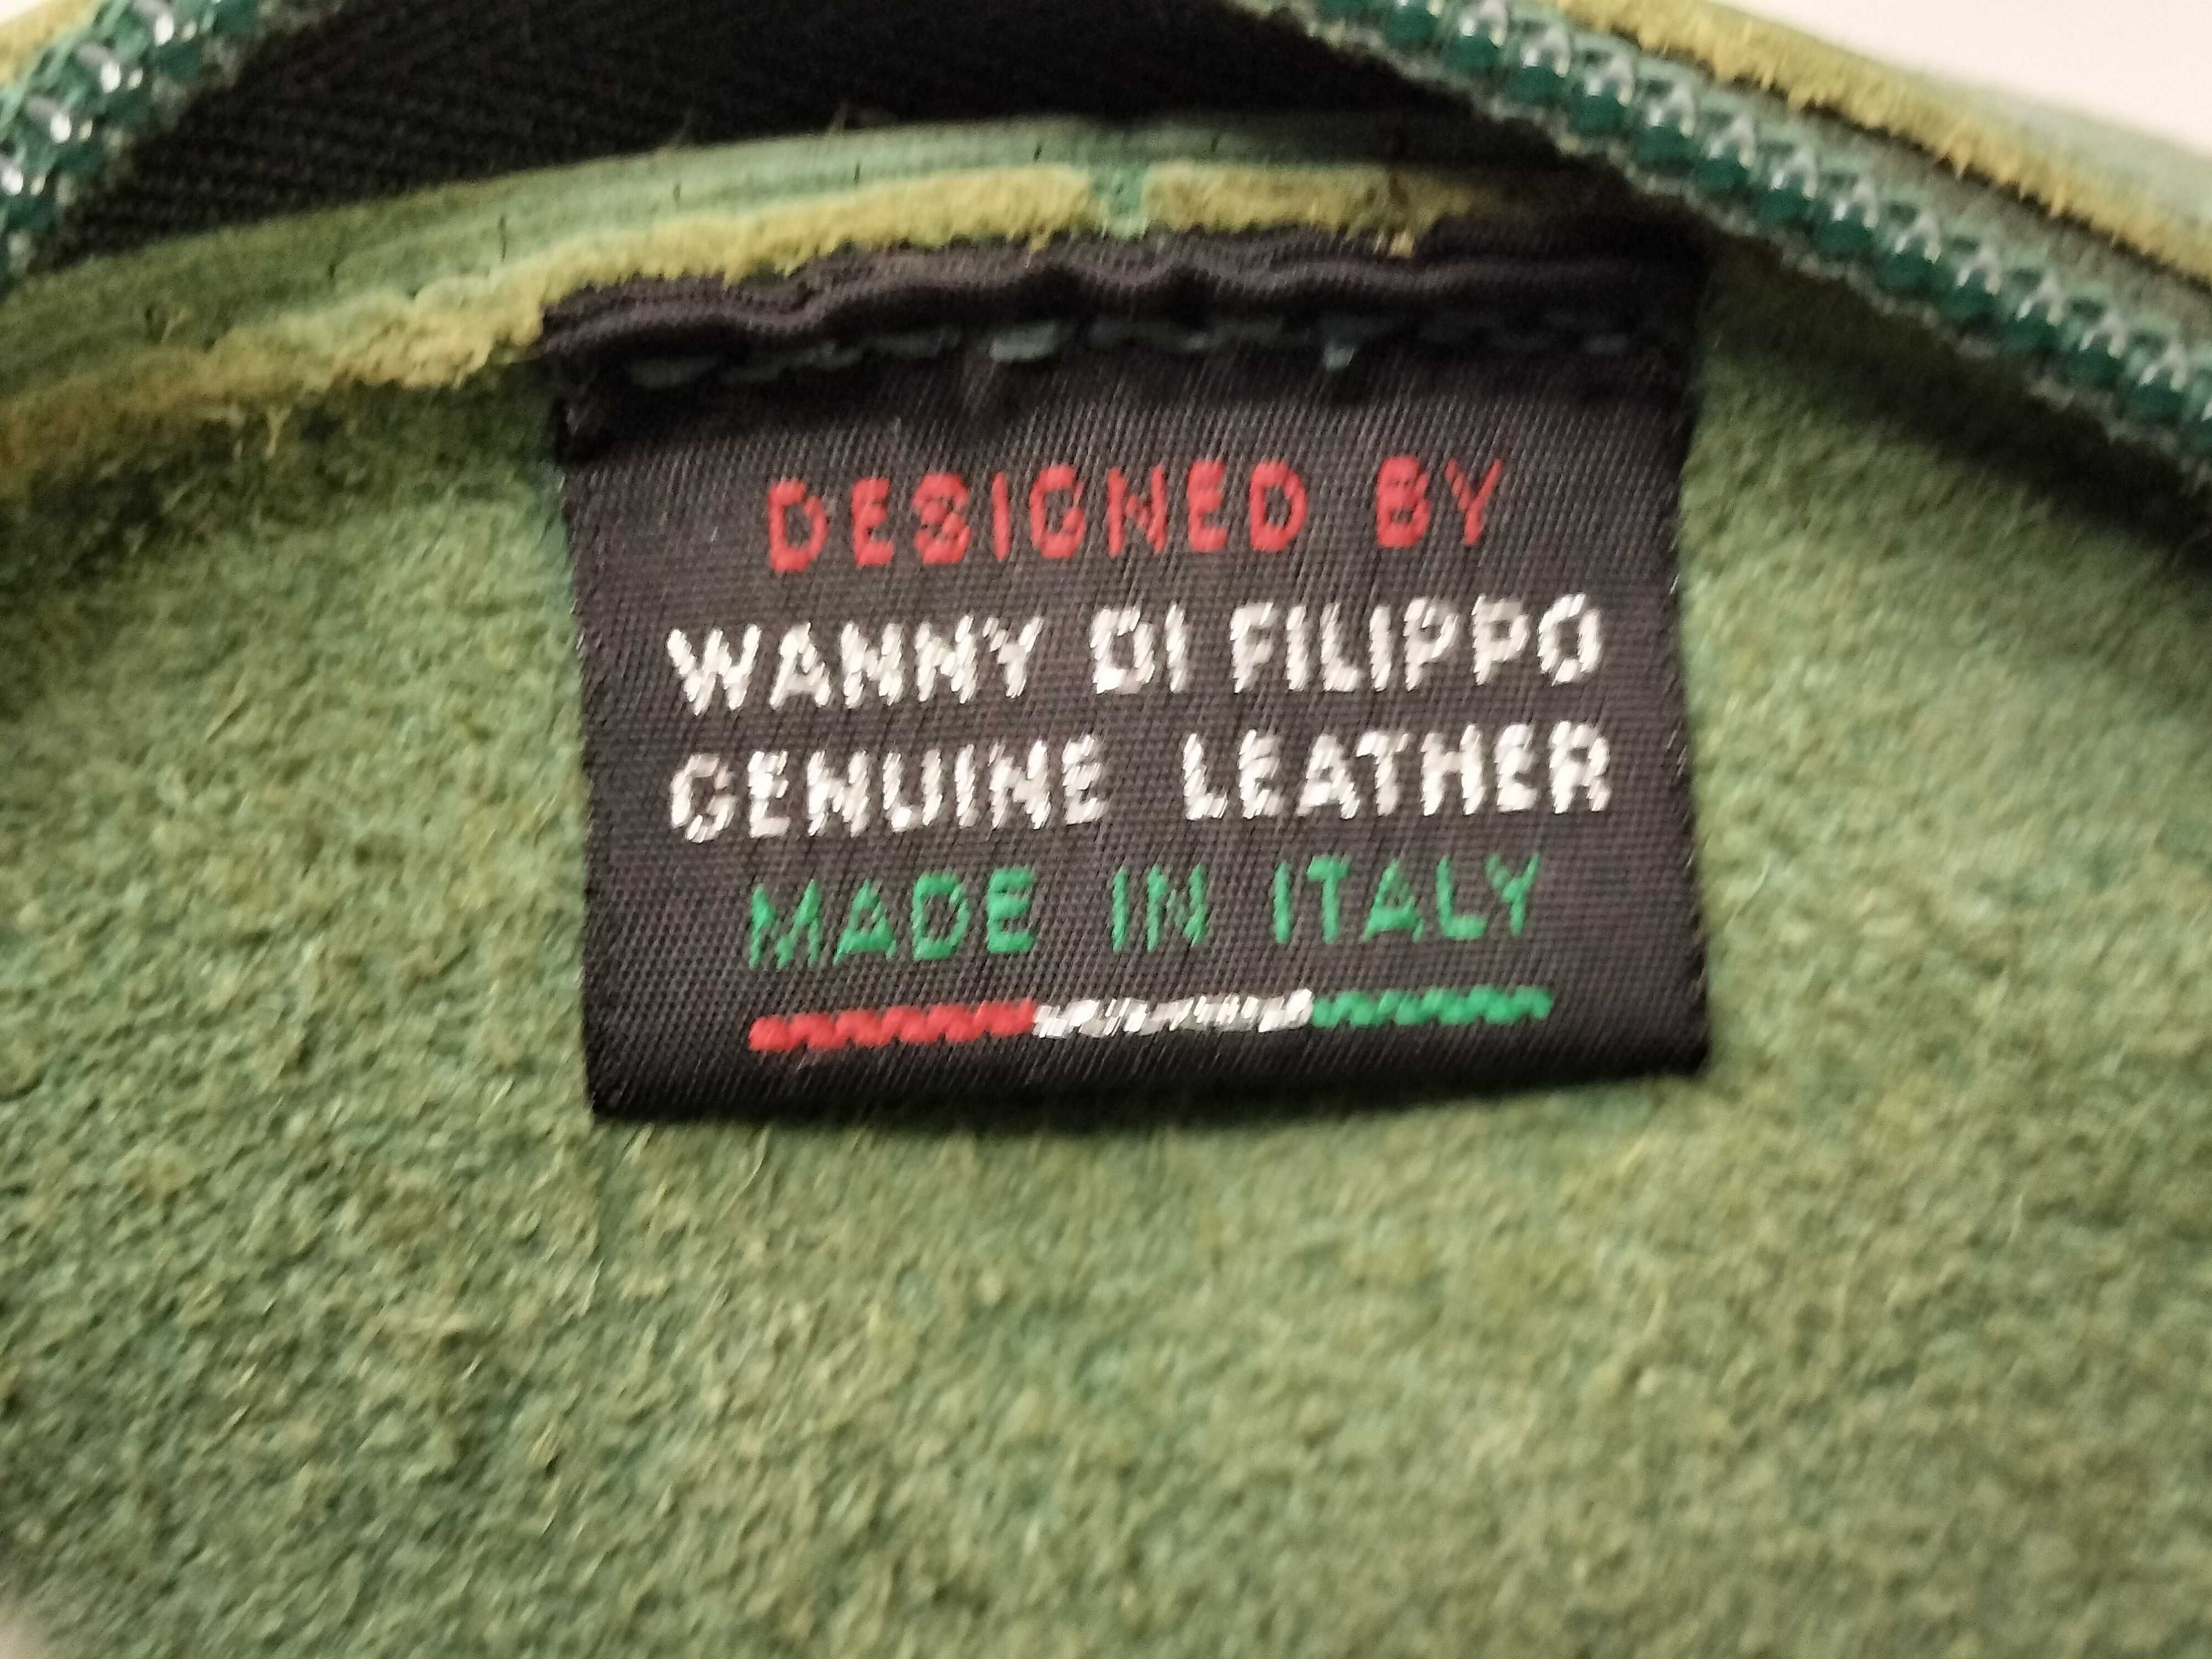 DESIGNED BY
WANNY DI FILIPPO
GENUINE LEATHER
MADE IN ITALY